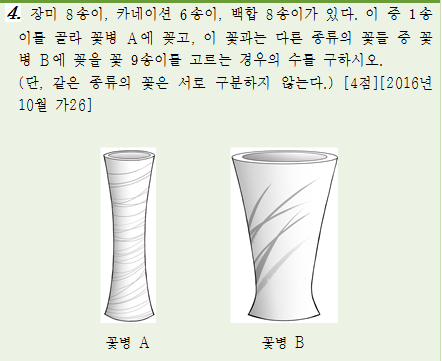 4. 장미 8송이, 카네이션 6송이, 백합 8송이가 있다. 이 중 1송
이를 골라 꽃병 A에 꽂고, 이 꽃과는 다른 종류의 꽃들 중 꽃
병 B에 꽂을 꽃 9송이를 고르는 경우의 수를 구하시오.
(단, 같은 종류의 꽃은 서로 구분하지 않는다.) [4점][2016년
10월 가26]
꽃병 A 꽃병 B